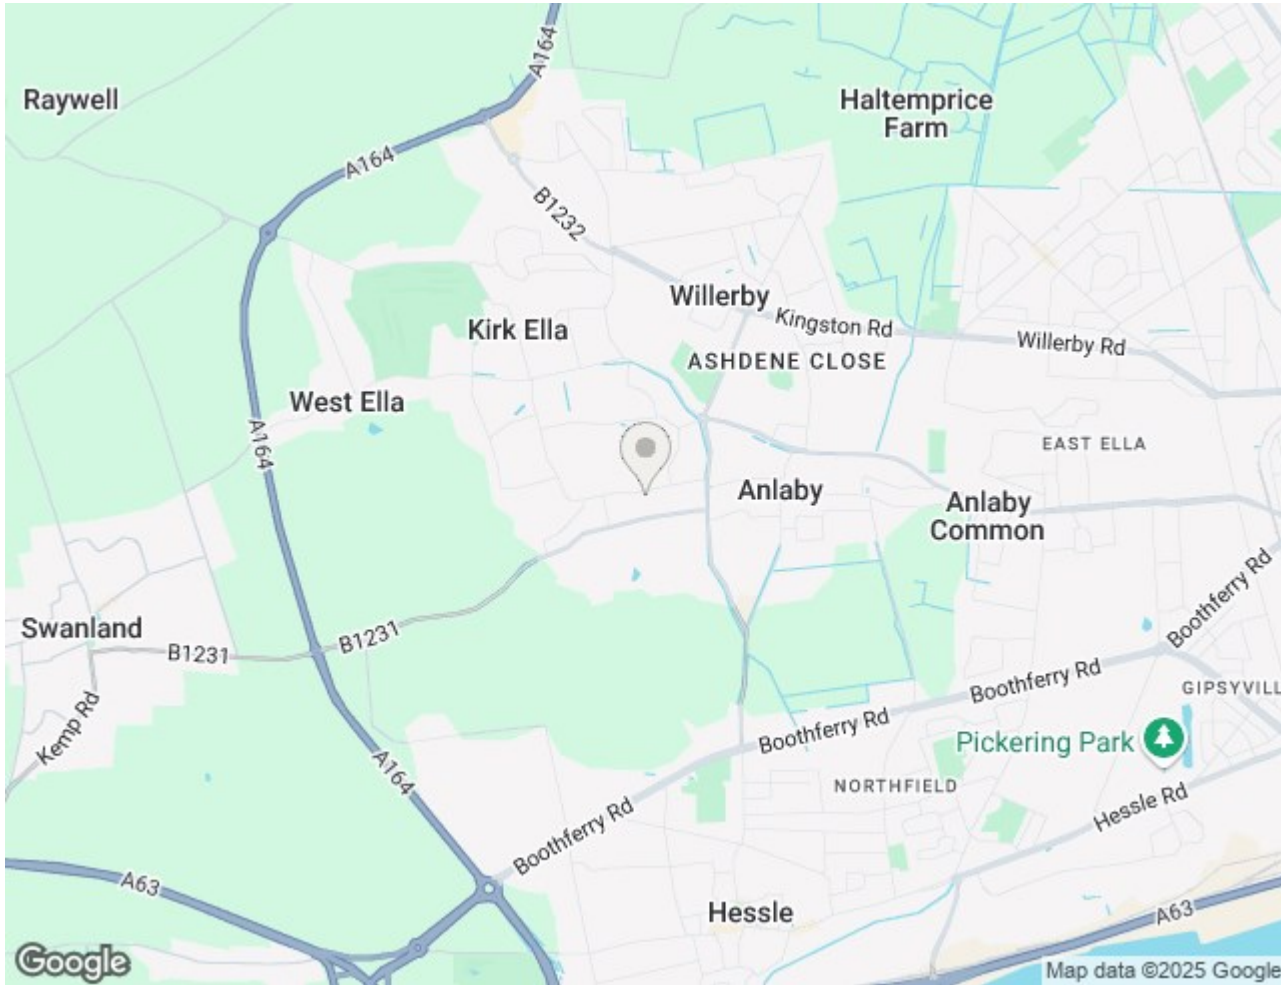 A164
Raywell
Haltemprice
Farm
A164
B1232
Willerby
Kingston Rd
Kirk Ella
Willerby Rd
ASHDENE CLOSE
West Ella
A164
EAST ELLA
Anlaby
Anlaby
Common
Boothferry Rd
Swanland
B1231
B1231
Boothferry Rd
GIPSYVILL
Kemp Rd
Boothferry Rd
Pickering Park
A164
NORTHFIELD
Hessle Rd
Boothferry Rd
A63
Hessle
A63
Google
Map data ©2025 Google